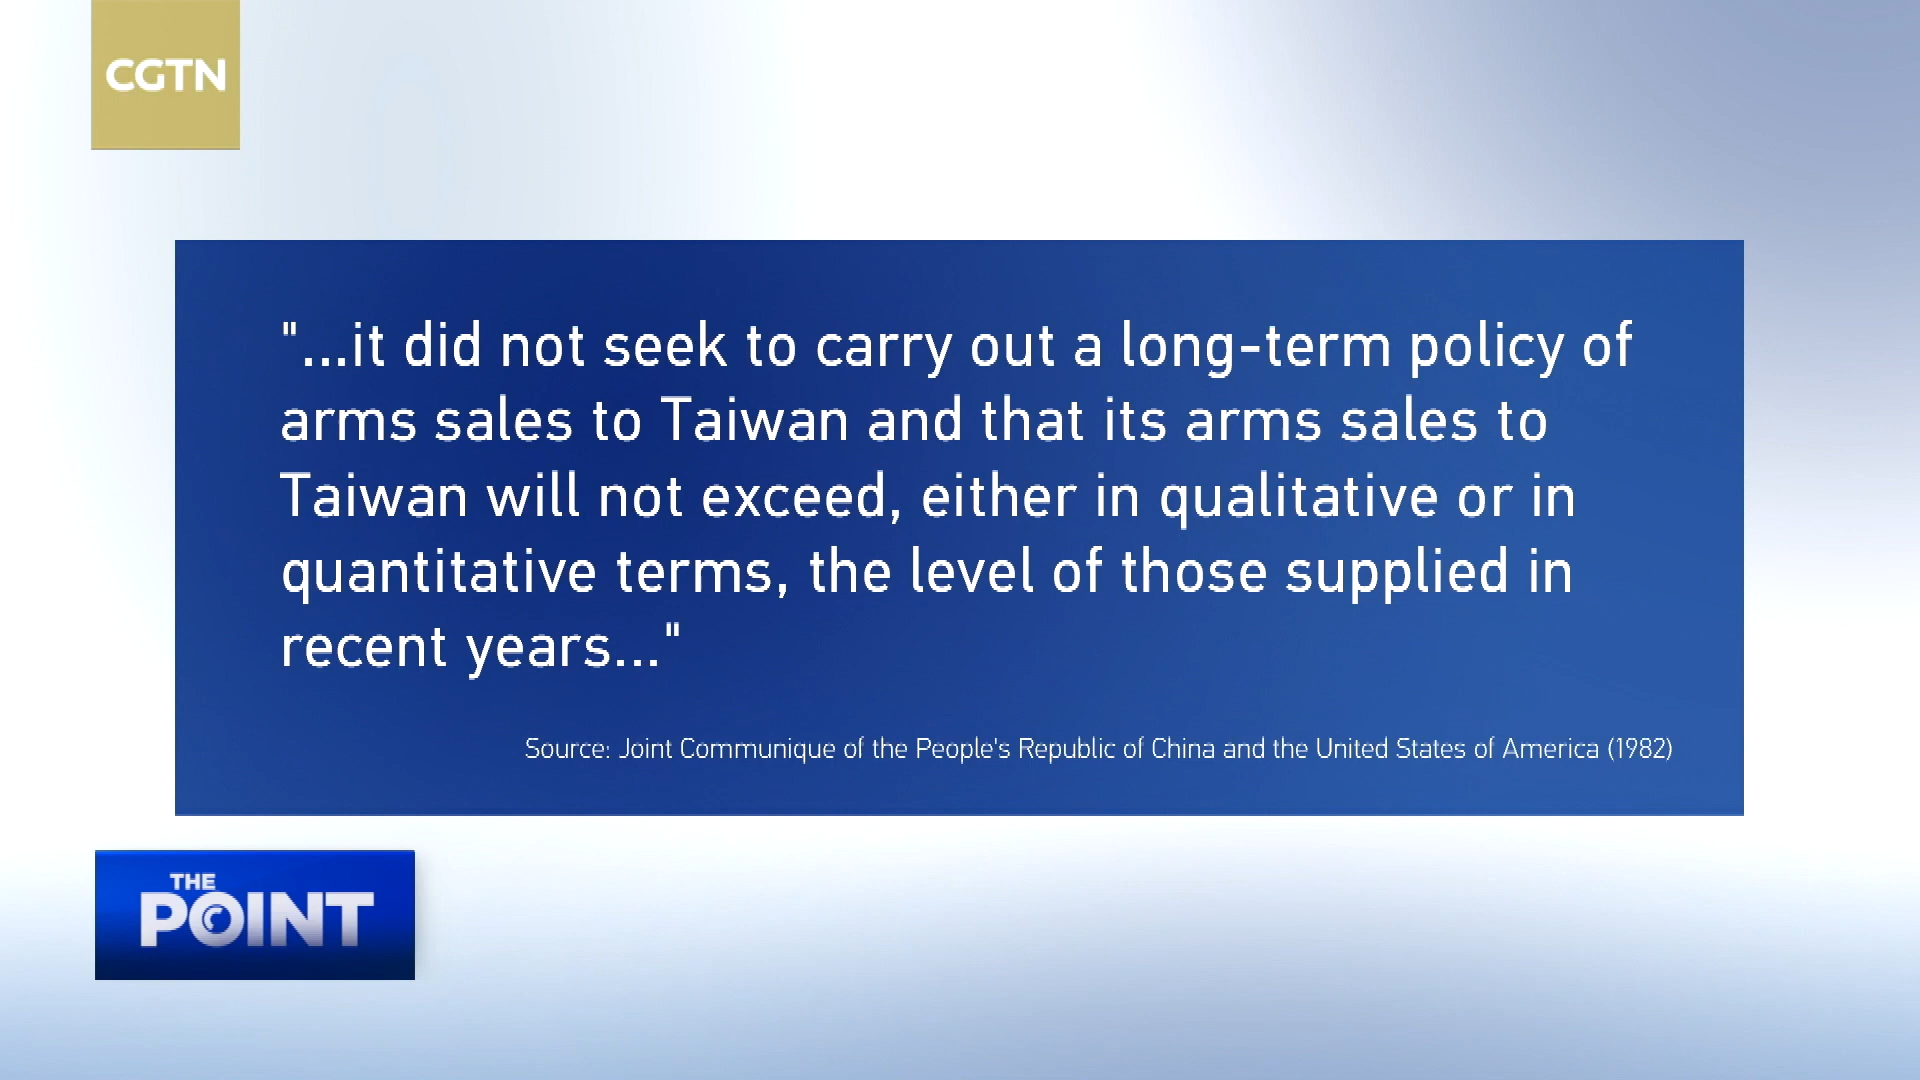 CGTN
"...it did not seek to carry out a long-term policy of
arms sales to Taiwan and that its arms sales to
Taiwan will not exceed, either in qualitative or in
quantitative terms, the level of those supplied in
recent years..."
Source: Joint Communique of the People's Republic of China and the United States of America (1982)
THE
POINT